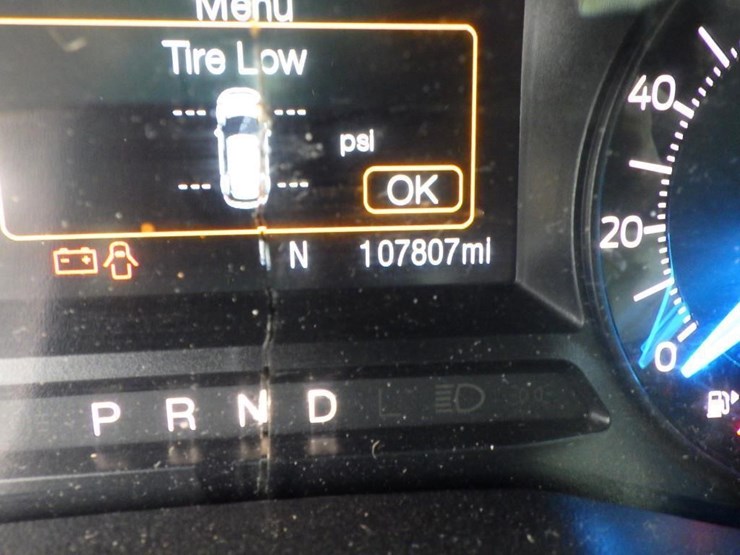 Menu
Tire Low
--- ---
psi
--- ---
OK
N 107807mi
P R N D L
40
20
0